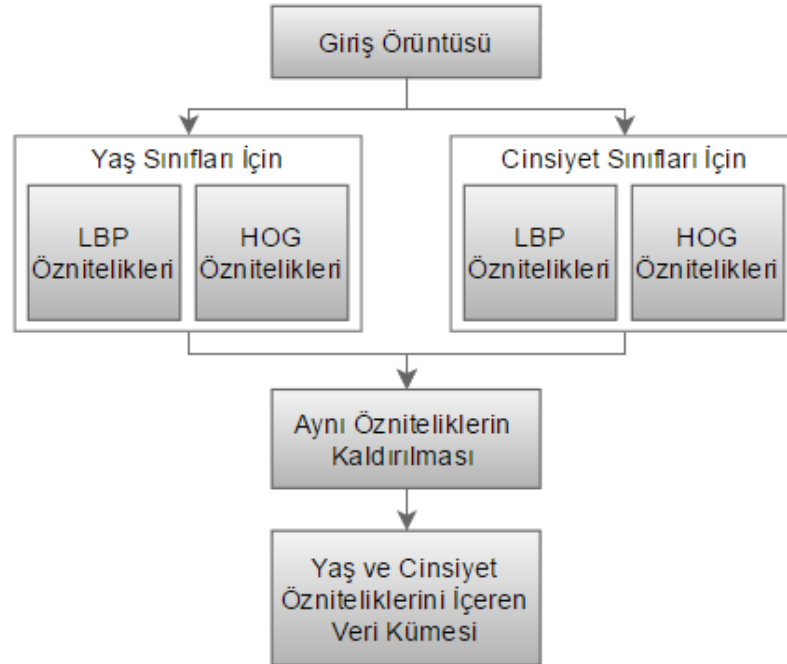 Giriş Örüntüsü
Yaş Sınıfları İçin
LBP
Öznitelikleri
HOG
Öznitelikleri
Cinsiyet Sınıfları İçin
LBP
Öznitelikleri
HOG
Öznitelikleri
Aynı Özniteliklerin
Kaldırılması
Yaş ve Cinsiyet
Özniteliklerini İçeren
Veri Kümesi